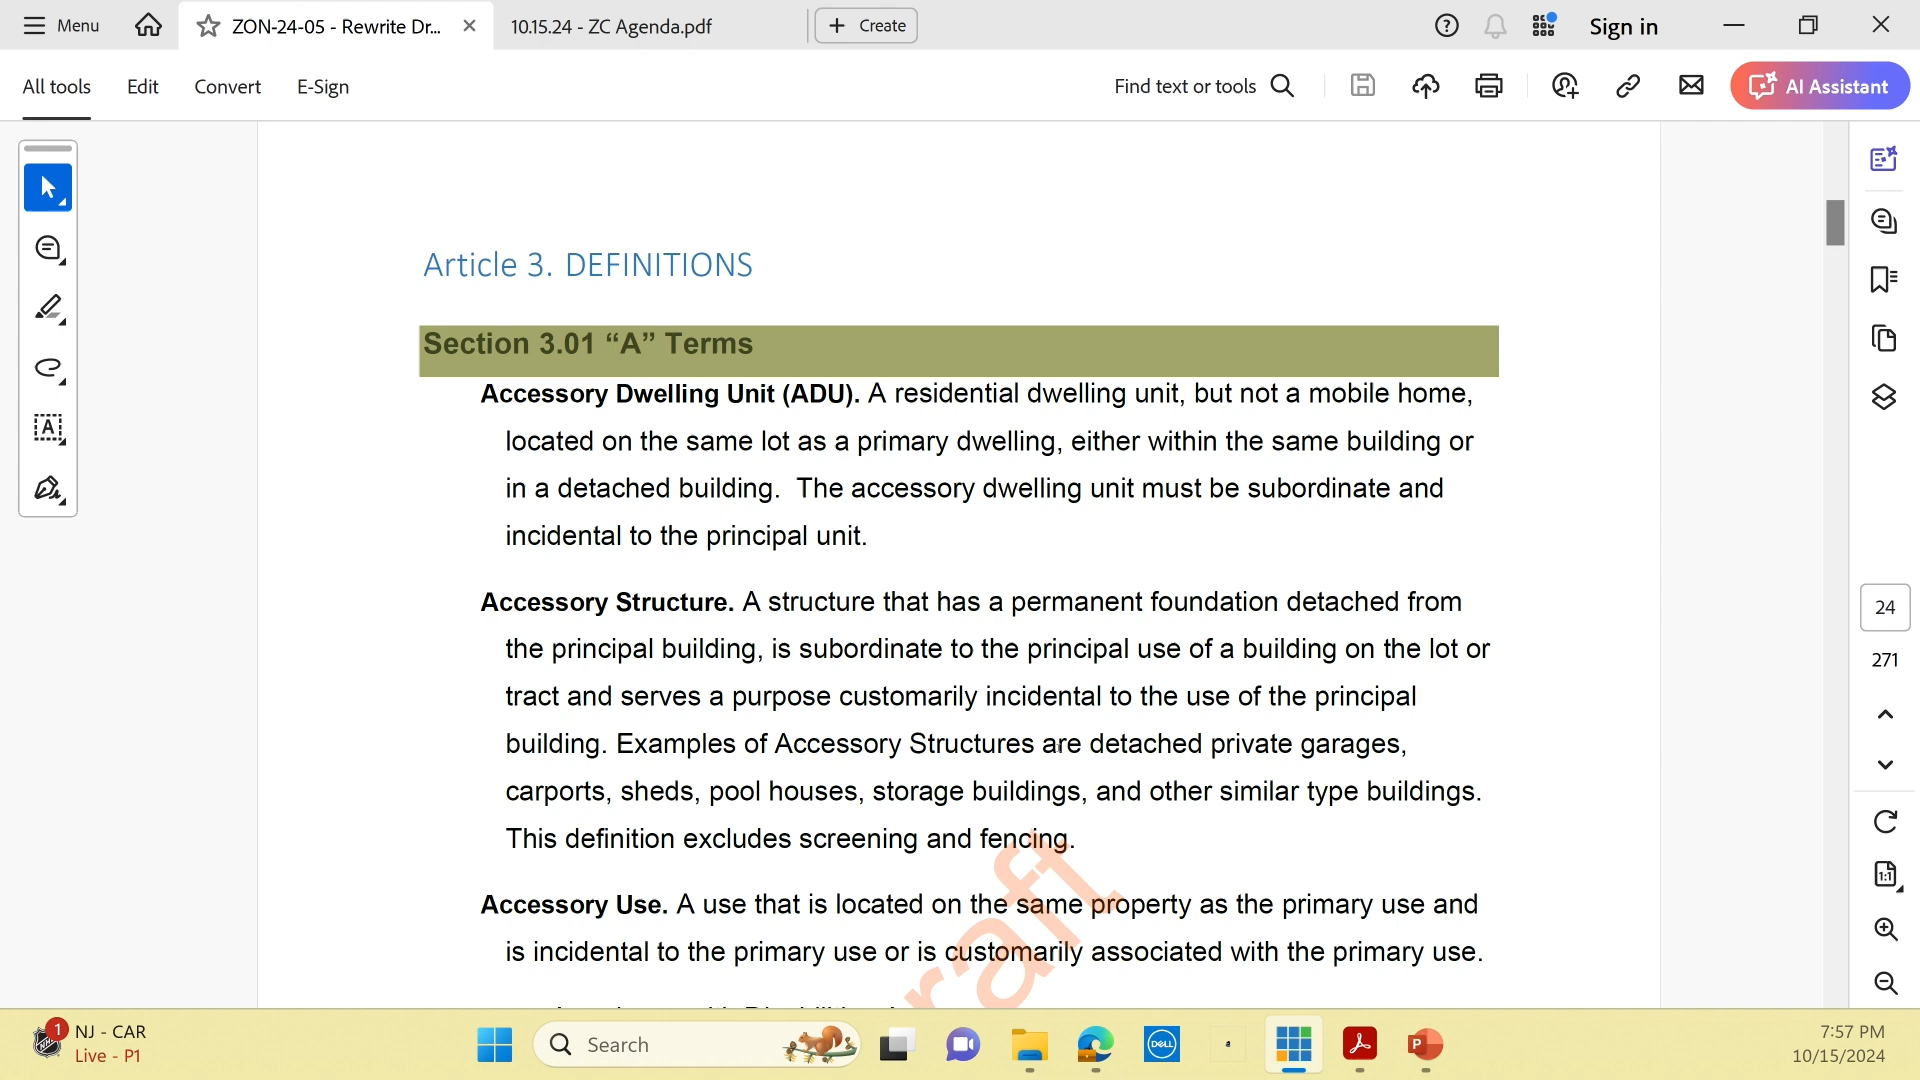 Menu
ZON-24-05 - Rewrite Dr...
10.15.24 - ZC Agenda.pdf
Create
Sign in
All tools
Edit
Convert
E-Sign
Find text or tools
AI Assistant
Article 3. DEFINITIONS
Section 3.01 “A” Terms
Accessory Dwelling Unit (ADU). A residential dwelling unit, but not a mobile home,
located on the same lot as a primary dwelling, either within the same building or
in a detached building.  The accessory dwelling unit must be subordinate and
incidental to the principal unit.
Accessory Structure. A structure that has a permanent foundation detached from
the principal building, is subordinate to the principal use of a building on the lot or
tract and serves a purpose customarily incidental to the use of the principal
building. Examples of Accessory Structures are detached private garages,
carports, sheds, pool houses, storage buildings, and other similar type buildings.
This definition excludes screening and fencing.
Accessory Use. A use that is located on the same property as the primary use and
is incidental to the primary use or is customarily associated with the primary use.
raft
24
271
1:1
1
NJ - CAR
Live - P1
Search
DELL
a
P
7:57 PM
10/15/2024